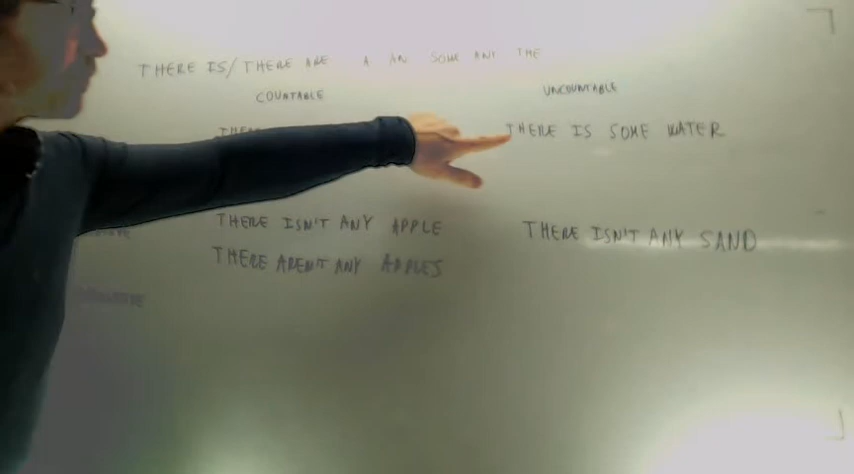 THERE IS/THERE ARE A AN SOME ANY THE
COUNTABLE UNCOUNTABLE
THERE IS SOME WATER
THERE ISN'T ANY APPLE THERE ISN'T ANY SAND
THERE AREN'T ANY APPLES